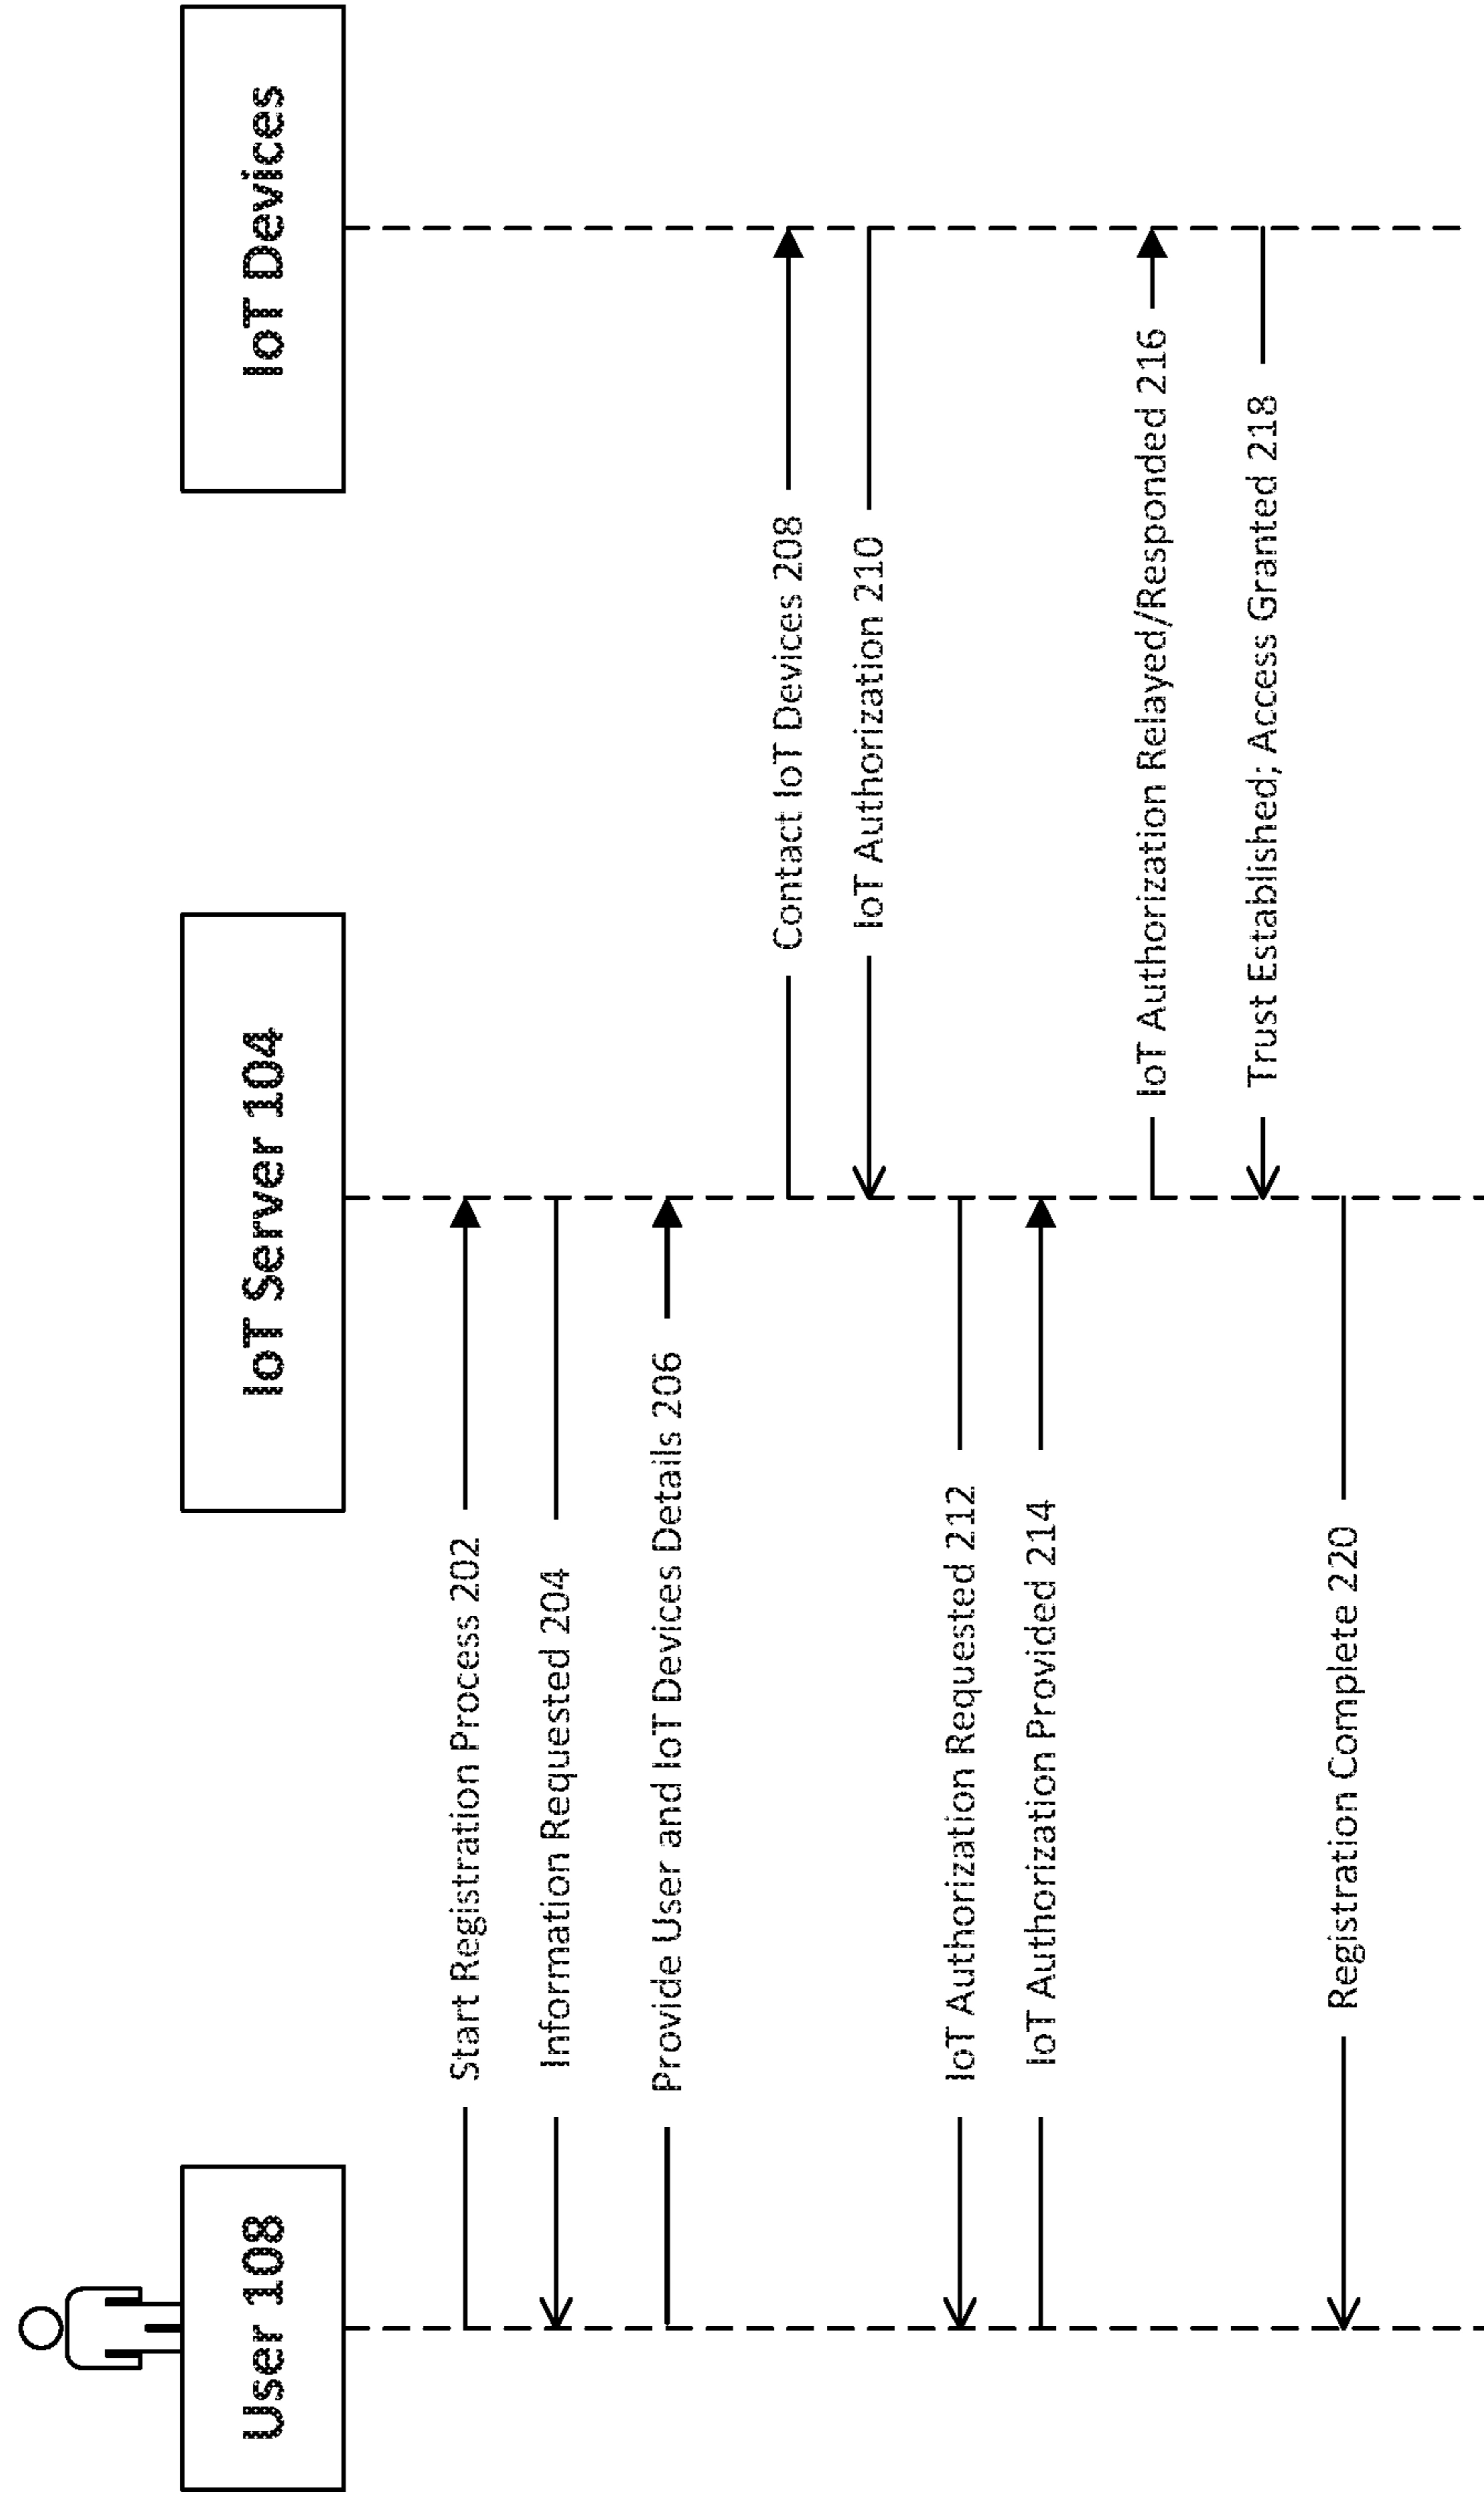 User 108
IoT Server 104
IoT Devices
Start Registration Process 202
Information Requested 204
Provide User and IoT Devices Details 206
Contact IoT Devices 208
IoT Authorization 210
IoT Authorization Requested 212
IoT Authorization Provided 214
IoT Authorization Relayed/Responded 216
Trust Established; Access Granted 218
Registration Complete 220